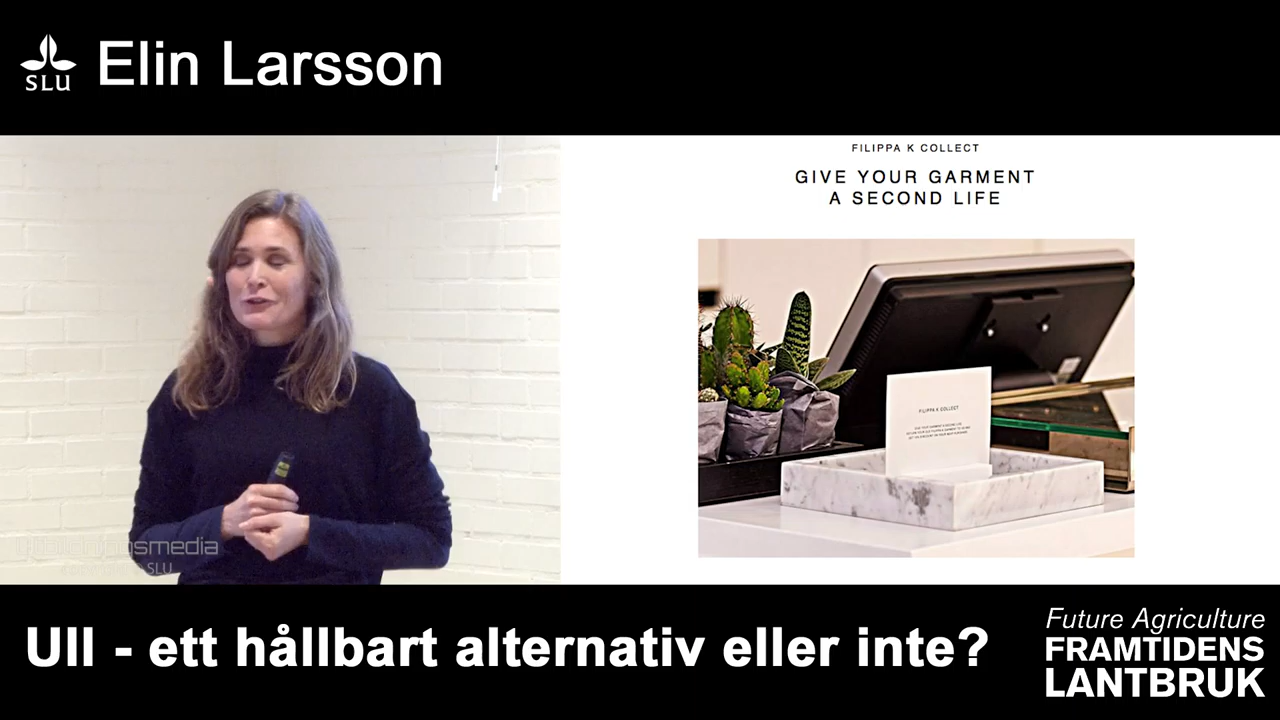 SLU
Elin Larsson
FILIPPA K COLLECT
GIVE YOUR GARMENT
A SECOND LIFE
FILIPPA K COLLECT
SLU
Ull - ett hållbart alternativ eller inte?
Future Agriculture
FRAMTIDENS
LANTBRUK